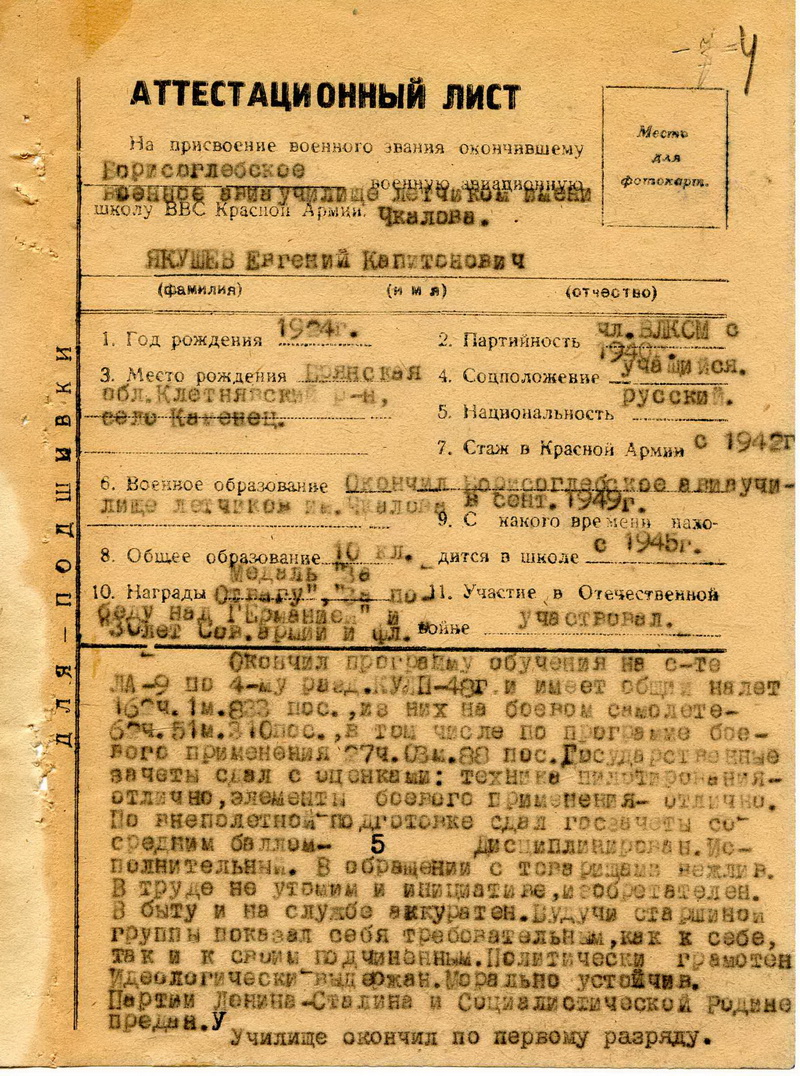 4
АТТЕСТАЦИОННЫЙ ЛИСТ
Место
для
фотокарт.
На присвоение военного звания окончившему
Борисоглебское военную авиационную
военное авиаучилище летчиков имени
школу ВВС Красной Армии. Чкалова.
ЯКУШЕВ Евгений Капитонович
(фамилия) (имя) (отчество)
1. Год рождения 1924г.
2. Партийность чл.ВЛКСМ с
3. Место рождения Брянская
обл.Клетнявский р-н,
село Каменец.
4. Соцположение учащийся.
5. Национальность русский.
7. Стаж в Красной Армии с 1942г
6. Военное образование Окончил Борисоглебское авиаучи-
лище летчиков им.Чкалова в сент.1949г.
8. Общее образование 10 кл.
9. С какого времени нахо-
дится в школе с 1945г.
10. Награды Медаль "За
Отвагу","За по-
беду над Германией" и
30лет Сов.армии и фл.
11. Участие в Отечественной
войне участвовал.
ДЛЯ—ПОДШИВКИ
Окончил программу обучения на с-те
ЛА-9 по 4-му разд.КУЛП-48г.и имеет общий налет
1м.833 пос.,из них на боевом самолете-
51м.310пос.,в том числе по программе бое-
вого применения 27ч.03м.88 пос.Государственные
зачеты сдал с оценками: техника пилотирования-
отлично,элементы боевого применения- отлично.
По внеполетной подготовке сдал госзачеты со
средним баллом- 5 Дисциплинирован.Ис-
полнительный. В обращении с товарищами вежлив.
В труде не утомим и инициативе,изобретателен.
В быту и на службе аккуратен.Будучи старшиной
группы показал себя требовательным,как к себе,
так и к своим подчиненным.Политически грамотен
Идеологически выдержан.Морально устойчив.
Партии Ленина-Сталина и Социалистической Родине
предан.У
Училище окончил по первому разряду.